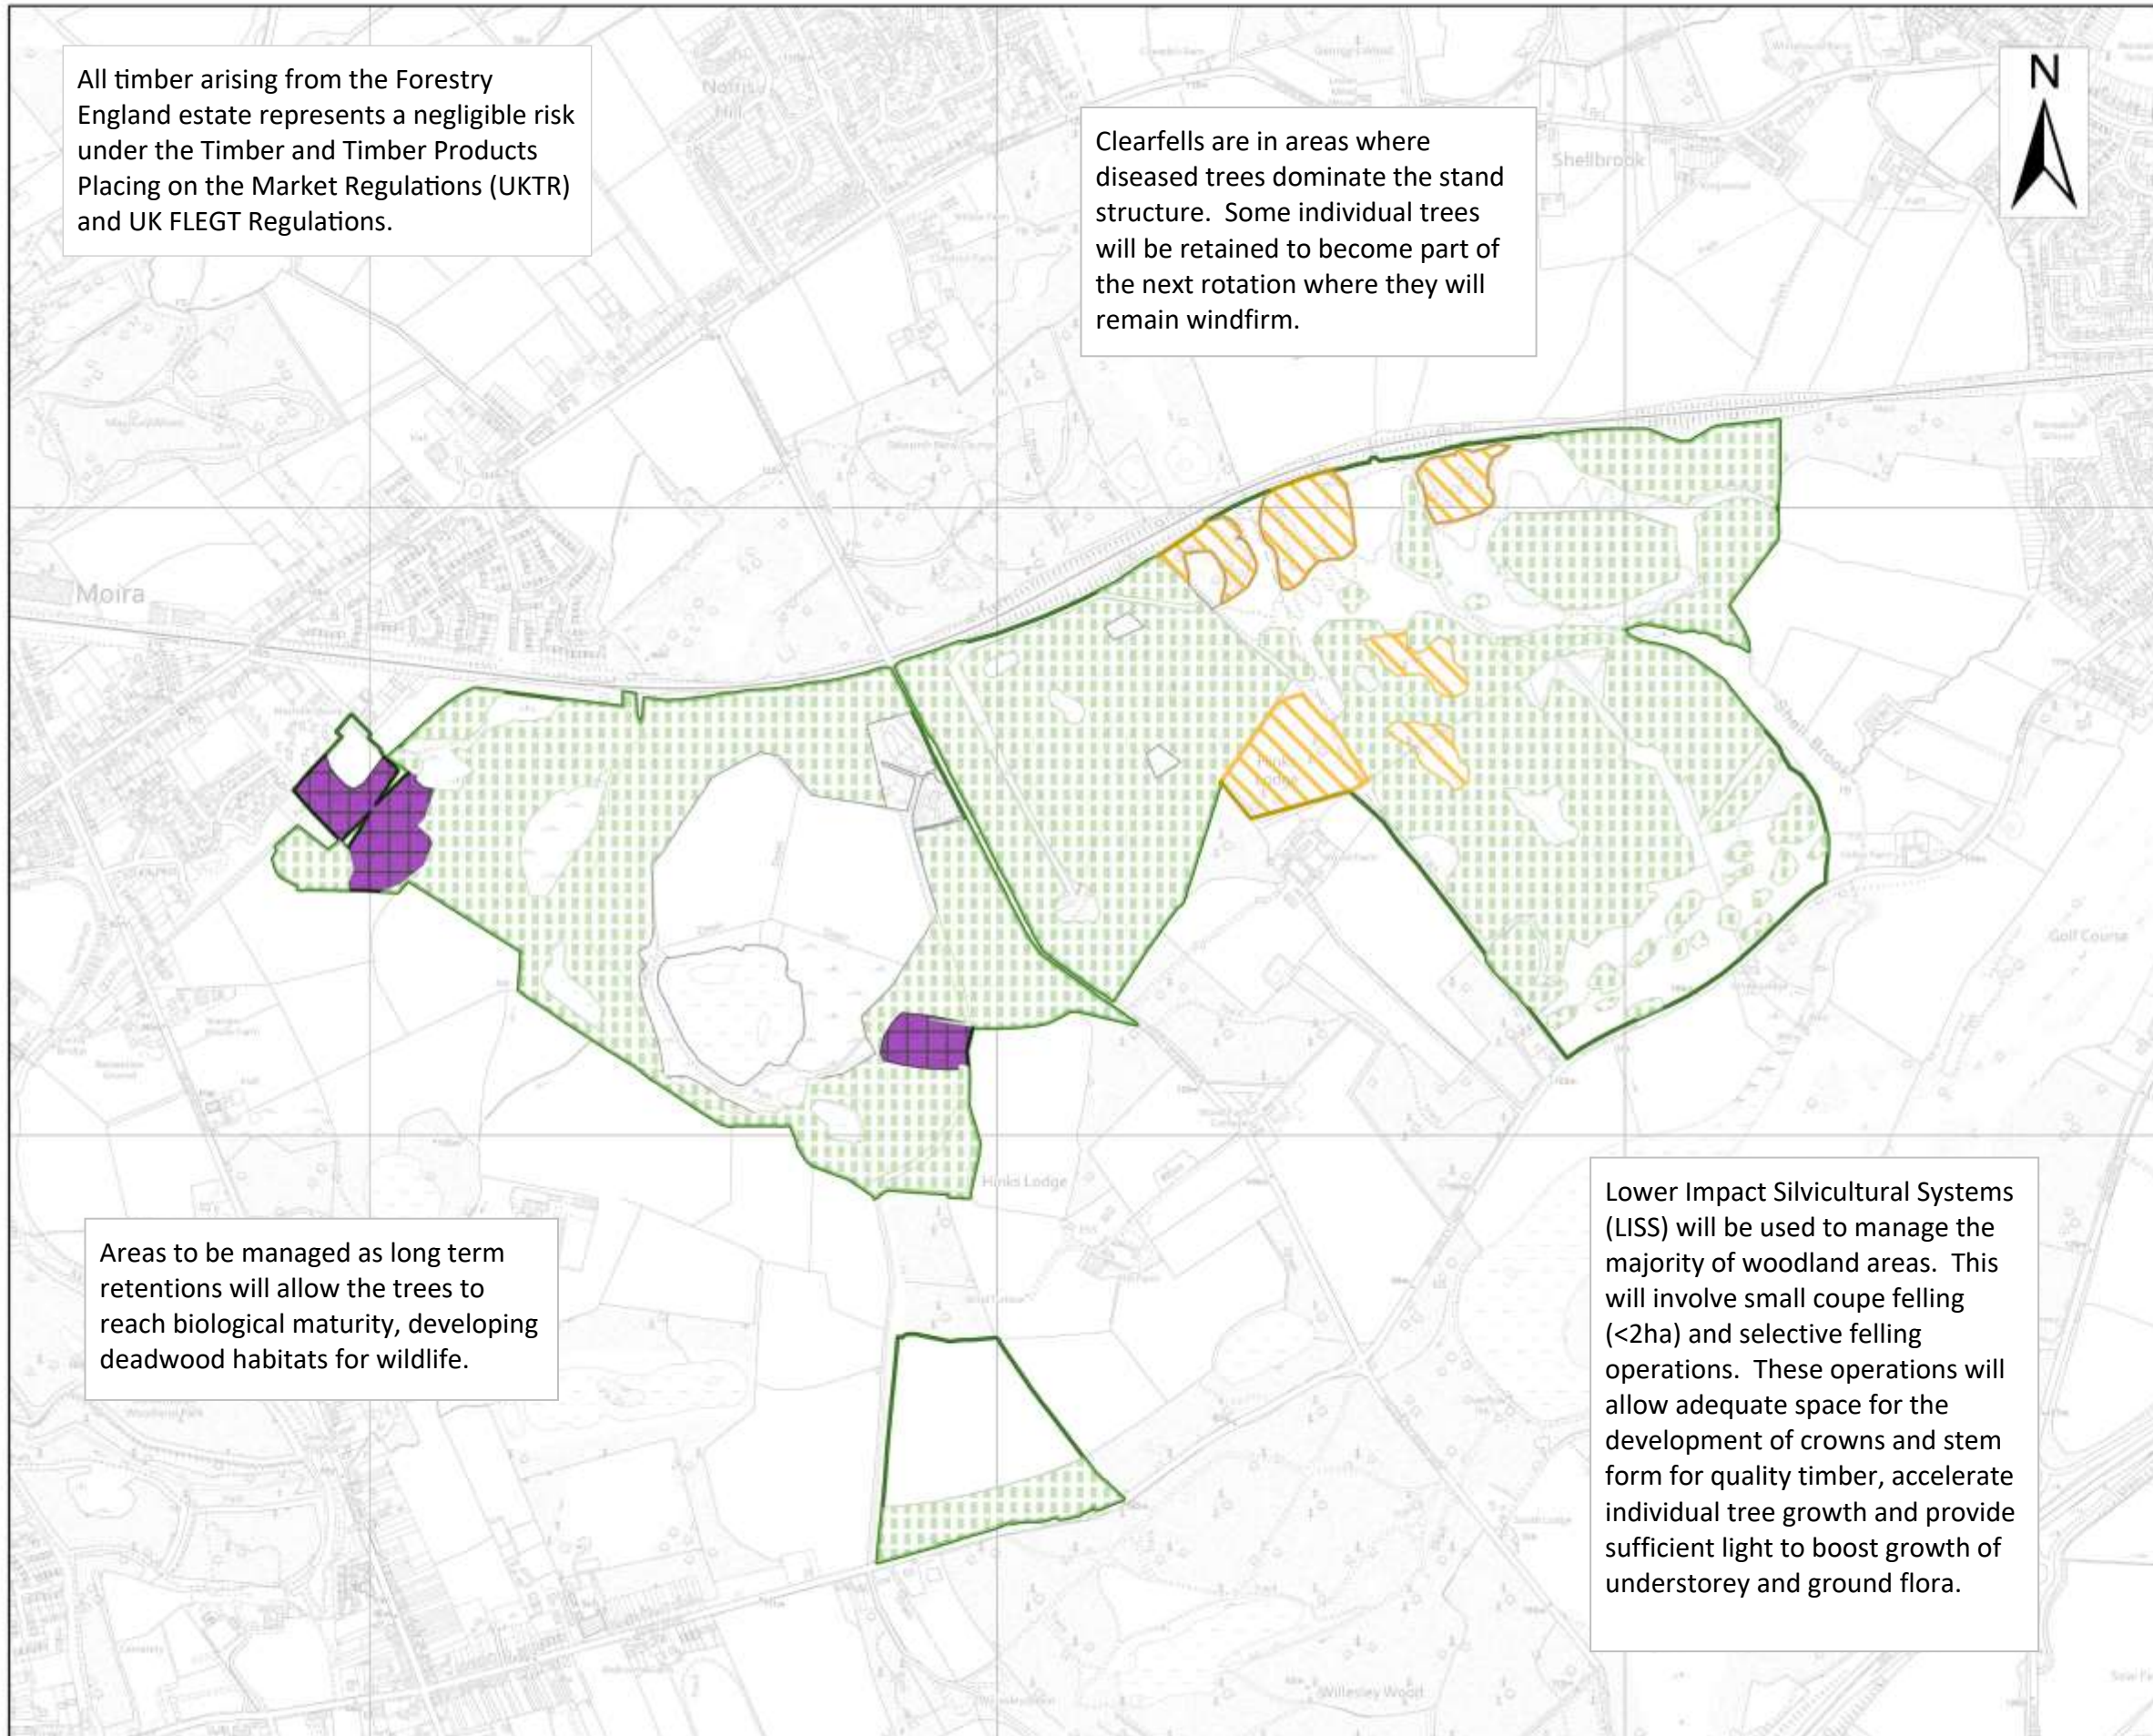 All timber arising from the Forestry
England estate represents a negligible risk
under the Timber and Timber Products
Placing on the Market Regulations (UKTR)
and UK FLEGT Regulations.
Clearfells are in areas where
diseased trees dominate the stand
structure.  Some individual trees
will be retained to become part of
the next rotation where they will
remain windfirm.
N
Norris
Hill
Shellbrook
Moira
Shell Brook
Golf Course
Hinks Lodge
Areas to be managed as long term
retentions will allow the trees to
reach biological maturity, developing
deadwood habitats for wildlife.
Lower Impact Silvicultural Systems
(LISS) will be used to manage the
majority of woodland areas.  This
will involve small coupe felling
(<2ha) and selective felling
operations.  These operations will
allow adequate space for the
development of crowns and stem
form for quality timber, accelerate
individual tree growth and provide
sufficient light to boost growth of
understorey and ground flora.
Willesley Wood